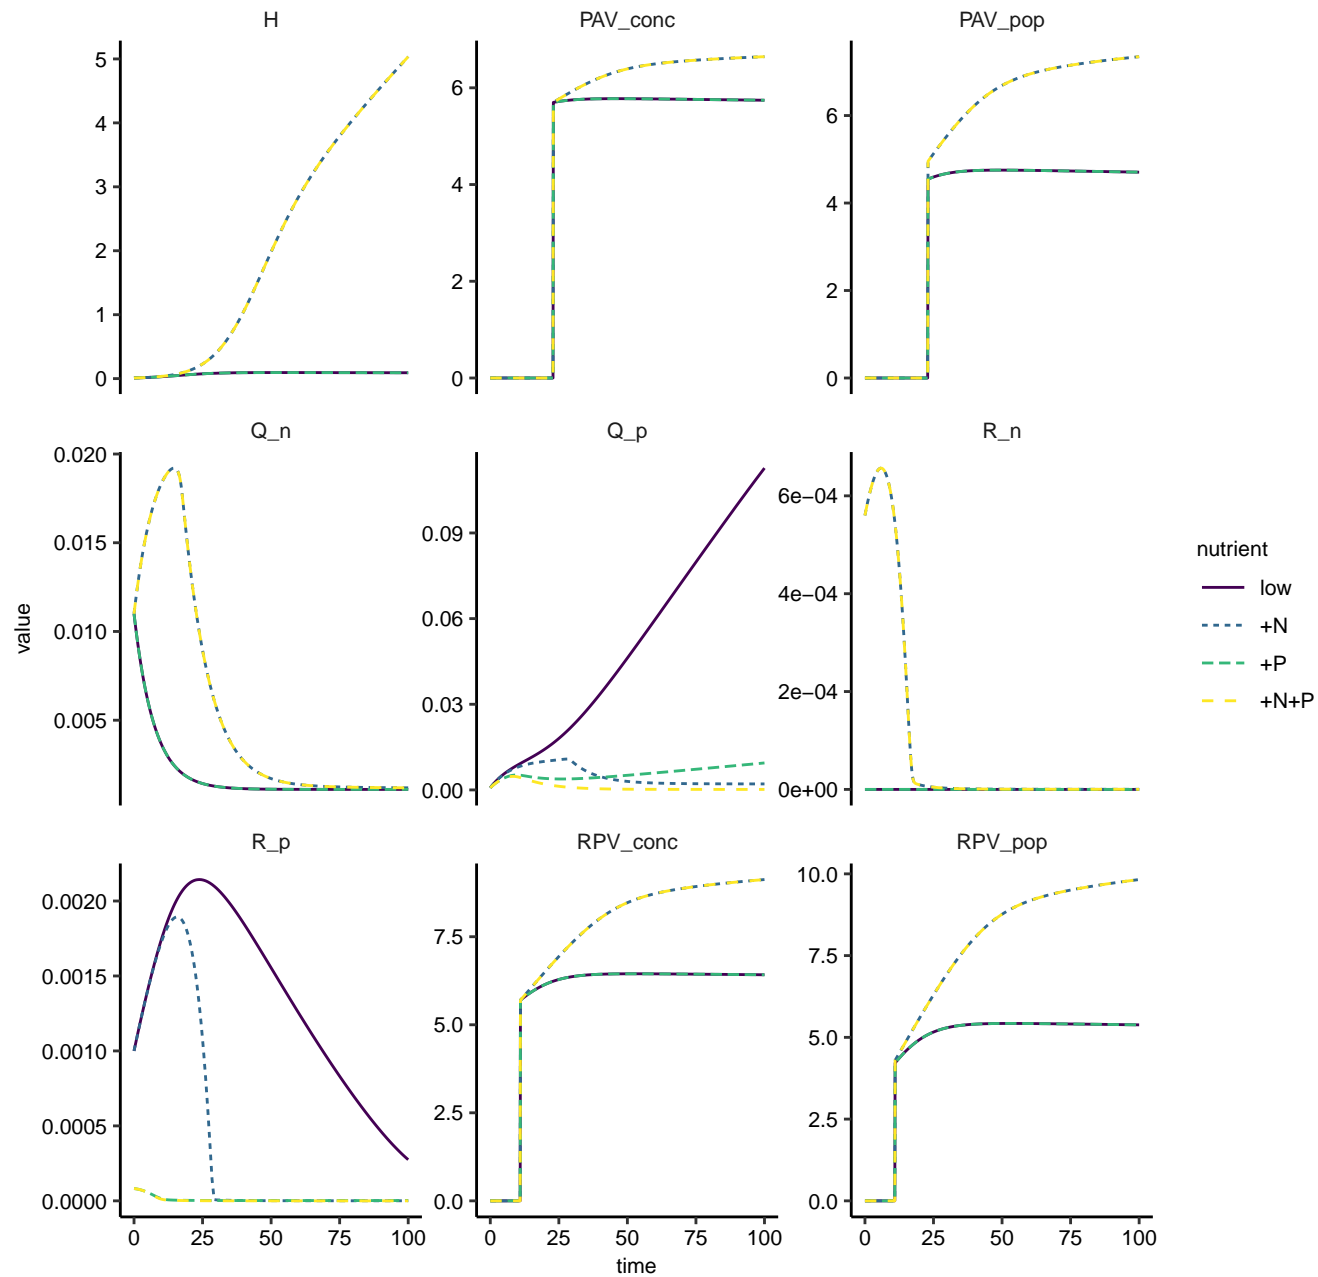 H
PAV_conc
PAV_pop
5
4
3
2
1
0
6
4
2
0
6
4
2
0
Q_n
Q_p
R_n
0.020
0.015
0.010
0.005
0.09
0.06
0.03
0.00
6e−04
4e−04
2e−04
0e+00
value
nutrient
low
+N
+P
+N+P
R_p
RPV_conc
RPV_pop
0.0020
0.0015
0.0010
0.0005
0.0000
7.5
5.0
2.5
0.0
10.0
7.5
5.0
2.5
0.0
0 25 50 75 100
0 25 50 75 100
0 25 50 75 100
time